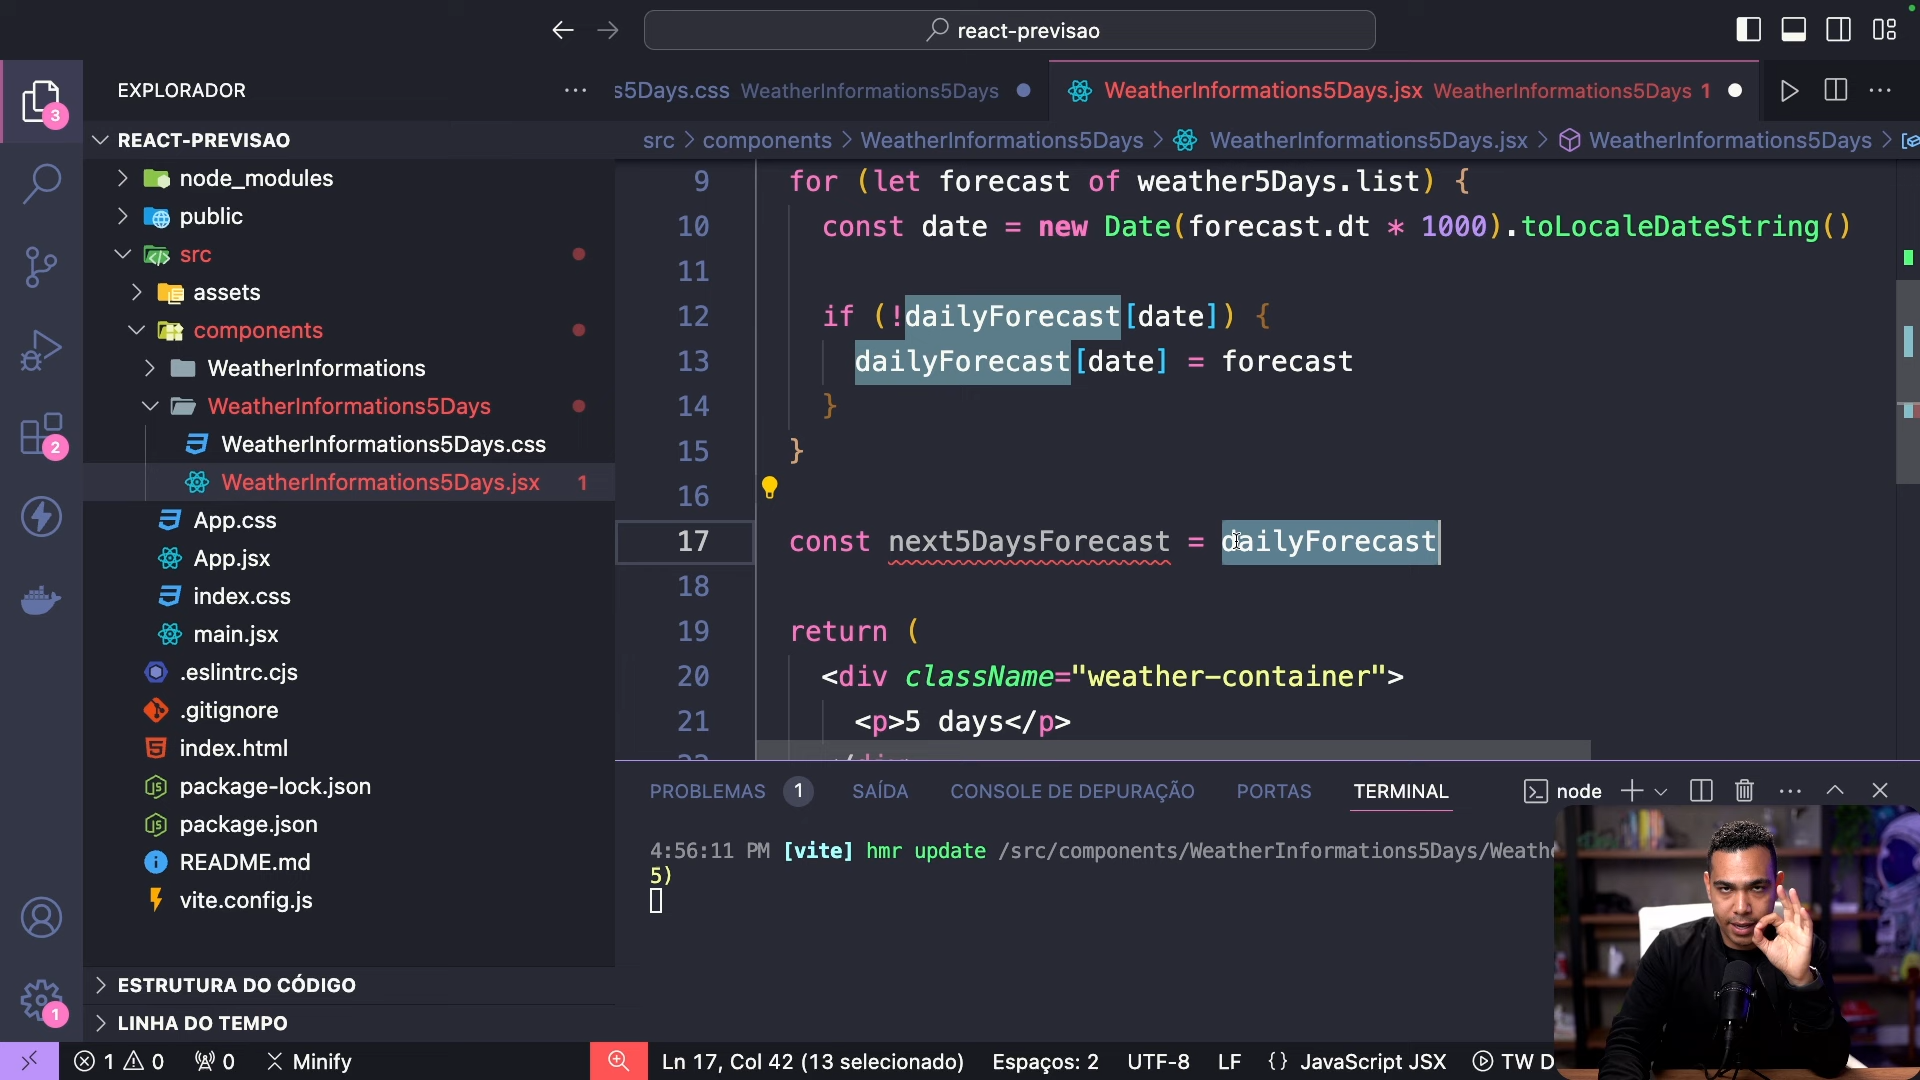 react-previsao
EXPLORADOR
REACT-PREVISAO
node_modules
public
src
assets
components
WeatherInformations
WeatherInformations5Days
WeatherInformations5Days.css
WeatherInformations5Days.jsx 1
App.css
App.jsx
index.css
main.jsx
.eslintrc.cjs
.gitignore
index.html
package-lock.json
package.json
README.md
vite.config.js
ESTRUTURA DO CÓDIGO
LINHA DO TEMPO
3
2
1
s5Days.css WeatherInformations5Days
WeatherInformations5Days.jsx WeatherInformations5Days 1
src > components > WeatherInformations5Days > WeatherInformations5Days.jsx > WeatherInformations5Days >
9 for (let forecast of weather5Days.list) {
10 const date = new Date(forecast.dt * 1000).toLocaleDateString()
11
12 if (!dailyForecast[date]) {
13 dailyForecast[date] = forecast
14 }
15 }
16
17 const next5DaysForecast = dailyForecast
18
19 return (
20 <div className="weather-container">
21 <p>5 days</p>
PROBLEMAS 1 SAÍDA CONSOLE DE DEPURAÇÃO PORTAS TERMINAL node
4:56:11 PM [vite] hmr update /src/components/WeatherInformations5Days/Weathe
5)
1 0 0 Minify Ln 17, Col 42 (13 selecionado) Espaços: 2 UTF-8 LF {} JavaScript JSX TW D